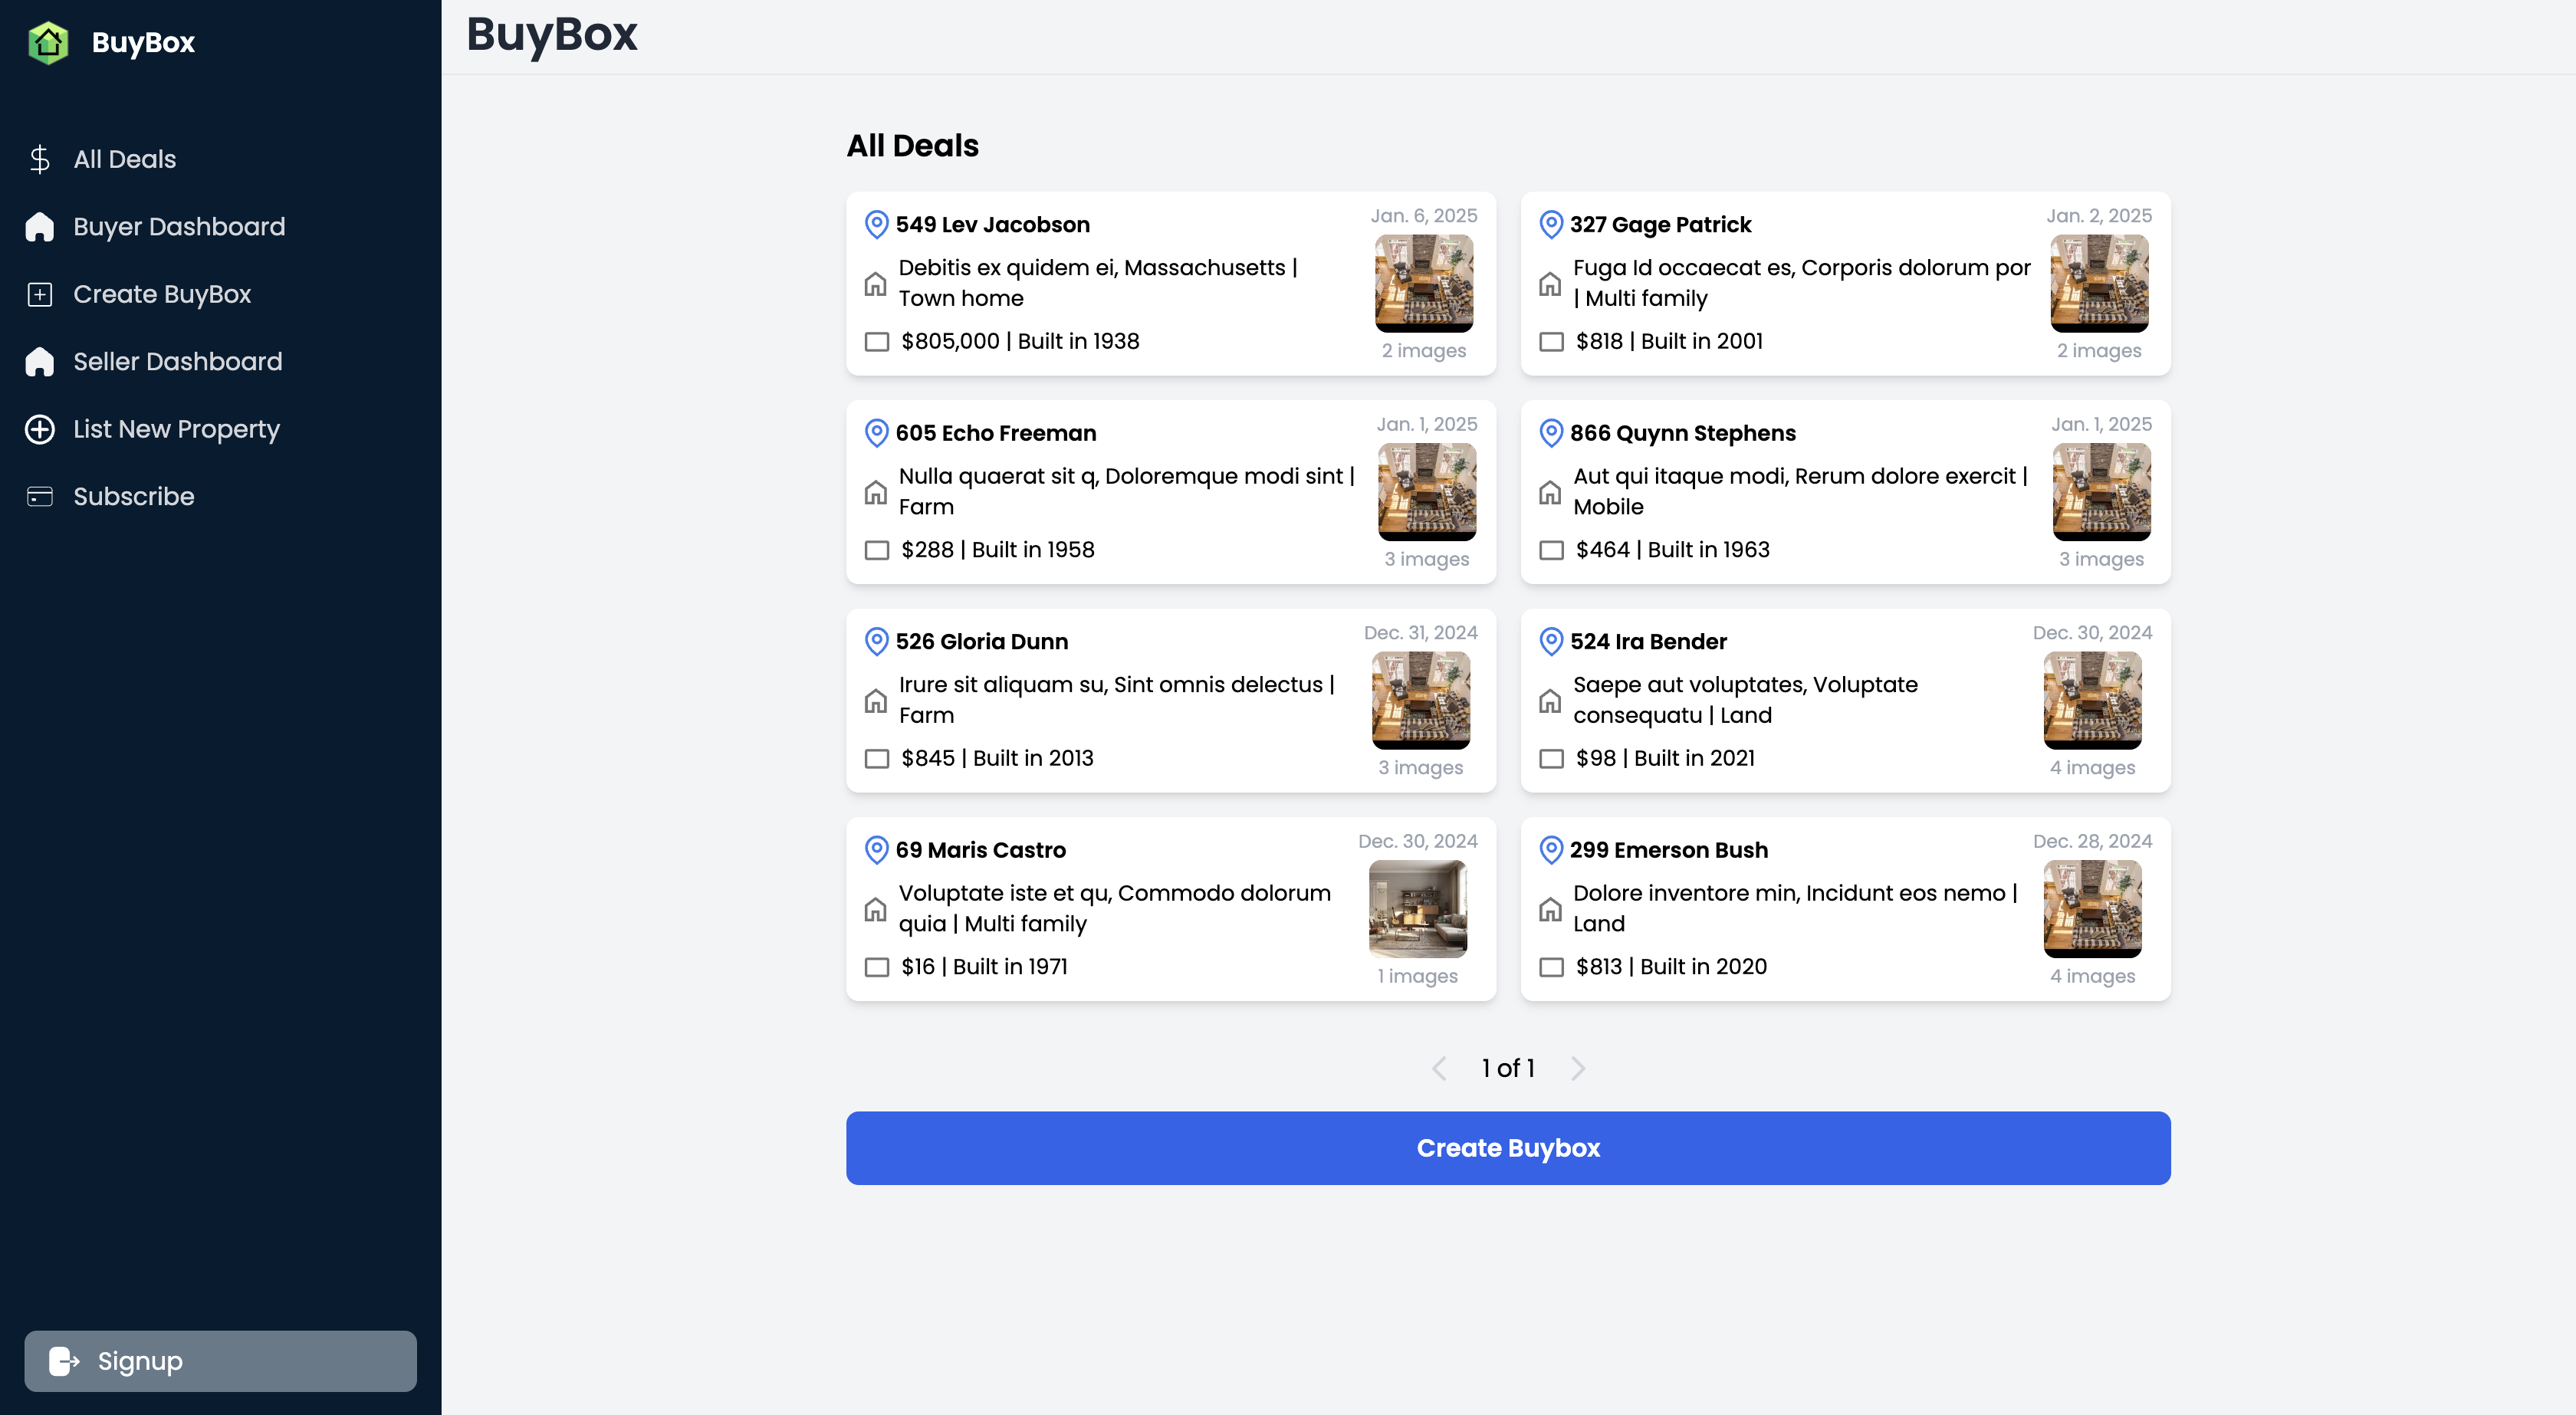 BuyBox
All Deals
Buyer Dashboard
Create BuyBox
Seller Dashboard
List New Property
Subscribe
Signup
BuyBox
All Deals
549 Lev Jacobson
Jan. 6, 2025
Debitis ex quidem ei, Massachusetts |
Town home
$805,000 | Built in 1938
2 images
327 Gage Patrick
Jan. 2, 2025
Fuga Id occaecat es, Corporis dolorum por
| Multi family
$818 | Built in 2001
2 images
605 Echo Freeman
Jan. 1, 2025
Nulla quaerat sit q, Doloremque modi sint |
Farm
$288 | Built in 1958
3 images
866 Quynn Stephens
Jan. 1, 2025
Aut qui itaque modi, Rerum dolore exercit |
Mobile
$464 | Built in 1963
3 images
526 Gloria Dunn
Dec. 31, 2024
Irure sit aliquam su, Sint omnis delectus |
Farm
$845 | Built in 2013
3 images
524 Ira Bender
Dec. 30, 2024
Saepe aut voluptates, Voluptate
consequatu | Land
$98 | Built in 2021
4 images
69 Maris Castro
Dec. 30, 2024
Voluptate iste et qu, Commodo dolorum
quia | Multi family
$16 | Built in 1971
1 images
299 Emerson Bush
Dec. 28, 2024
Dolore inventore min, Incidunt eos nemo |
Land
$813 | Built in 2020
4 images
1 of 1
Create Buybox